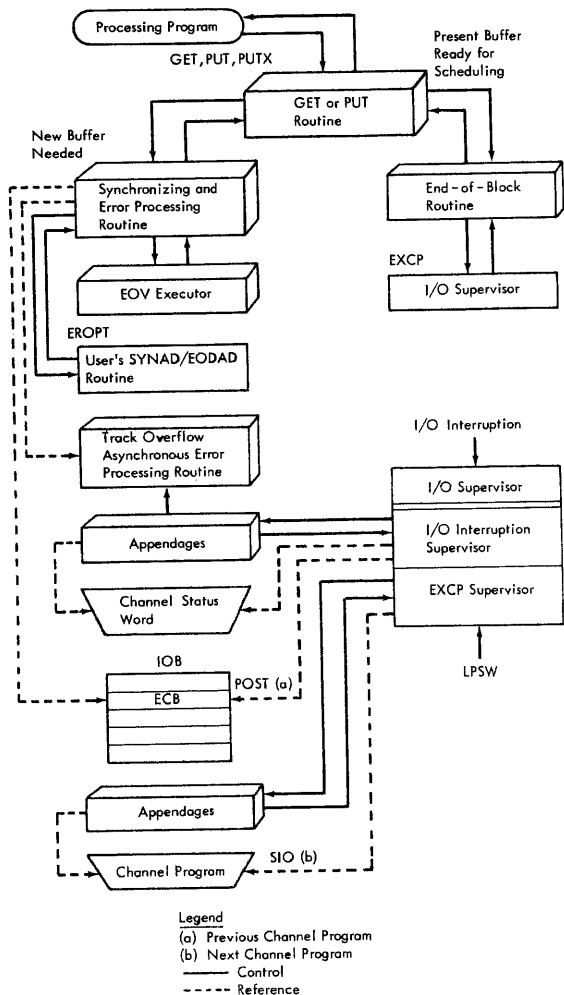 Processing Program
GET, PUT, PUTX
Present Buffer
Ready for
Scheduling
GET or PUT
Routine
New Buffer
Needed
Synchronizing and
Error Processing
Routine
End-of-Block
Routine
EXCP
EOV Executor
I/O Supervisor
EROPT
User's SYNAD/EODAD
Routine
Track Overflow
Asynchronous Error
Processing Routine
I/O Interruption
I/O Supervisor
Appendages
I/O Interruption
Supervisor
Channel Status
Word
EXCP Supervisor
IOB
POST (a)
ECB
LPSW
Appendages
SIO (b)
Channel Program
Legend
(a) Previous Channel Program
(b) Next Channel Program
Control
Reference